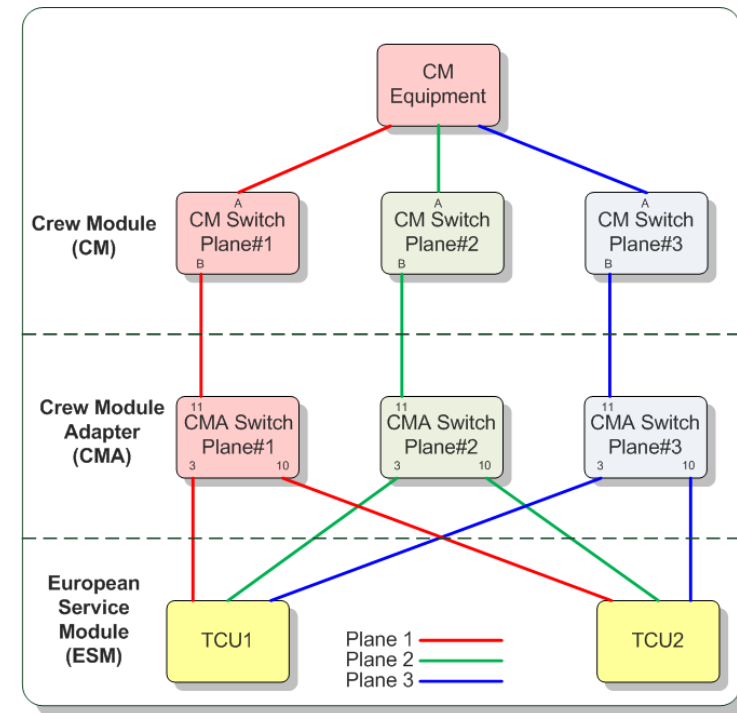 CM
Equipment
Crew Module
(CM)
A
CM Switch
Plane#1
B
A
CM Switch
Plane#2
B
A
CM Switch
Plane#3
B
Crew Module
Adapter
(CMA)
11
CMA Switch
Plane#1
3 10
11
CMA Switch
Plane#2
3 10
11
CMA Switch
Plane#3
3 10
European
Service
Module
(ESM)
TCU1
Plane 1
Plane 2
Plane 3
TCU2